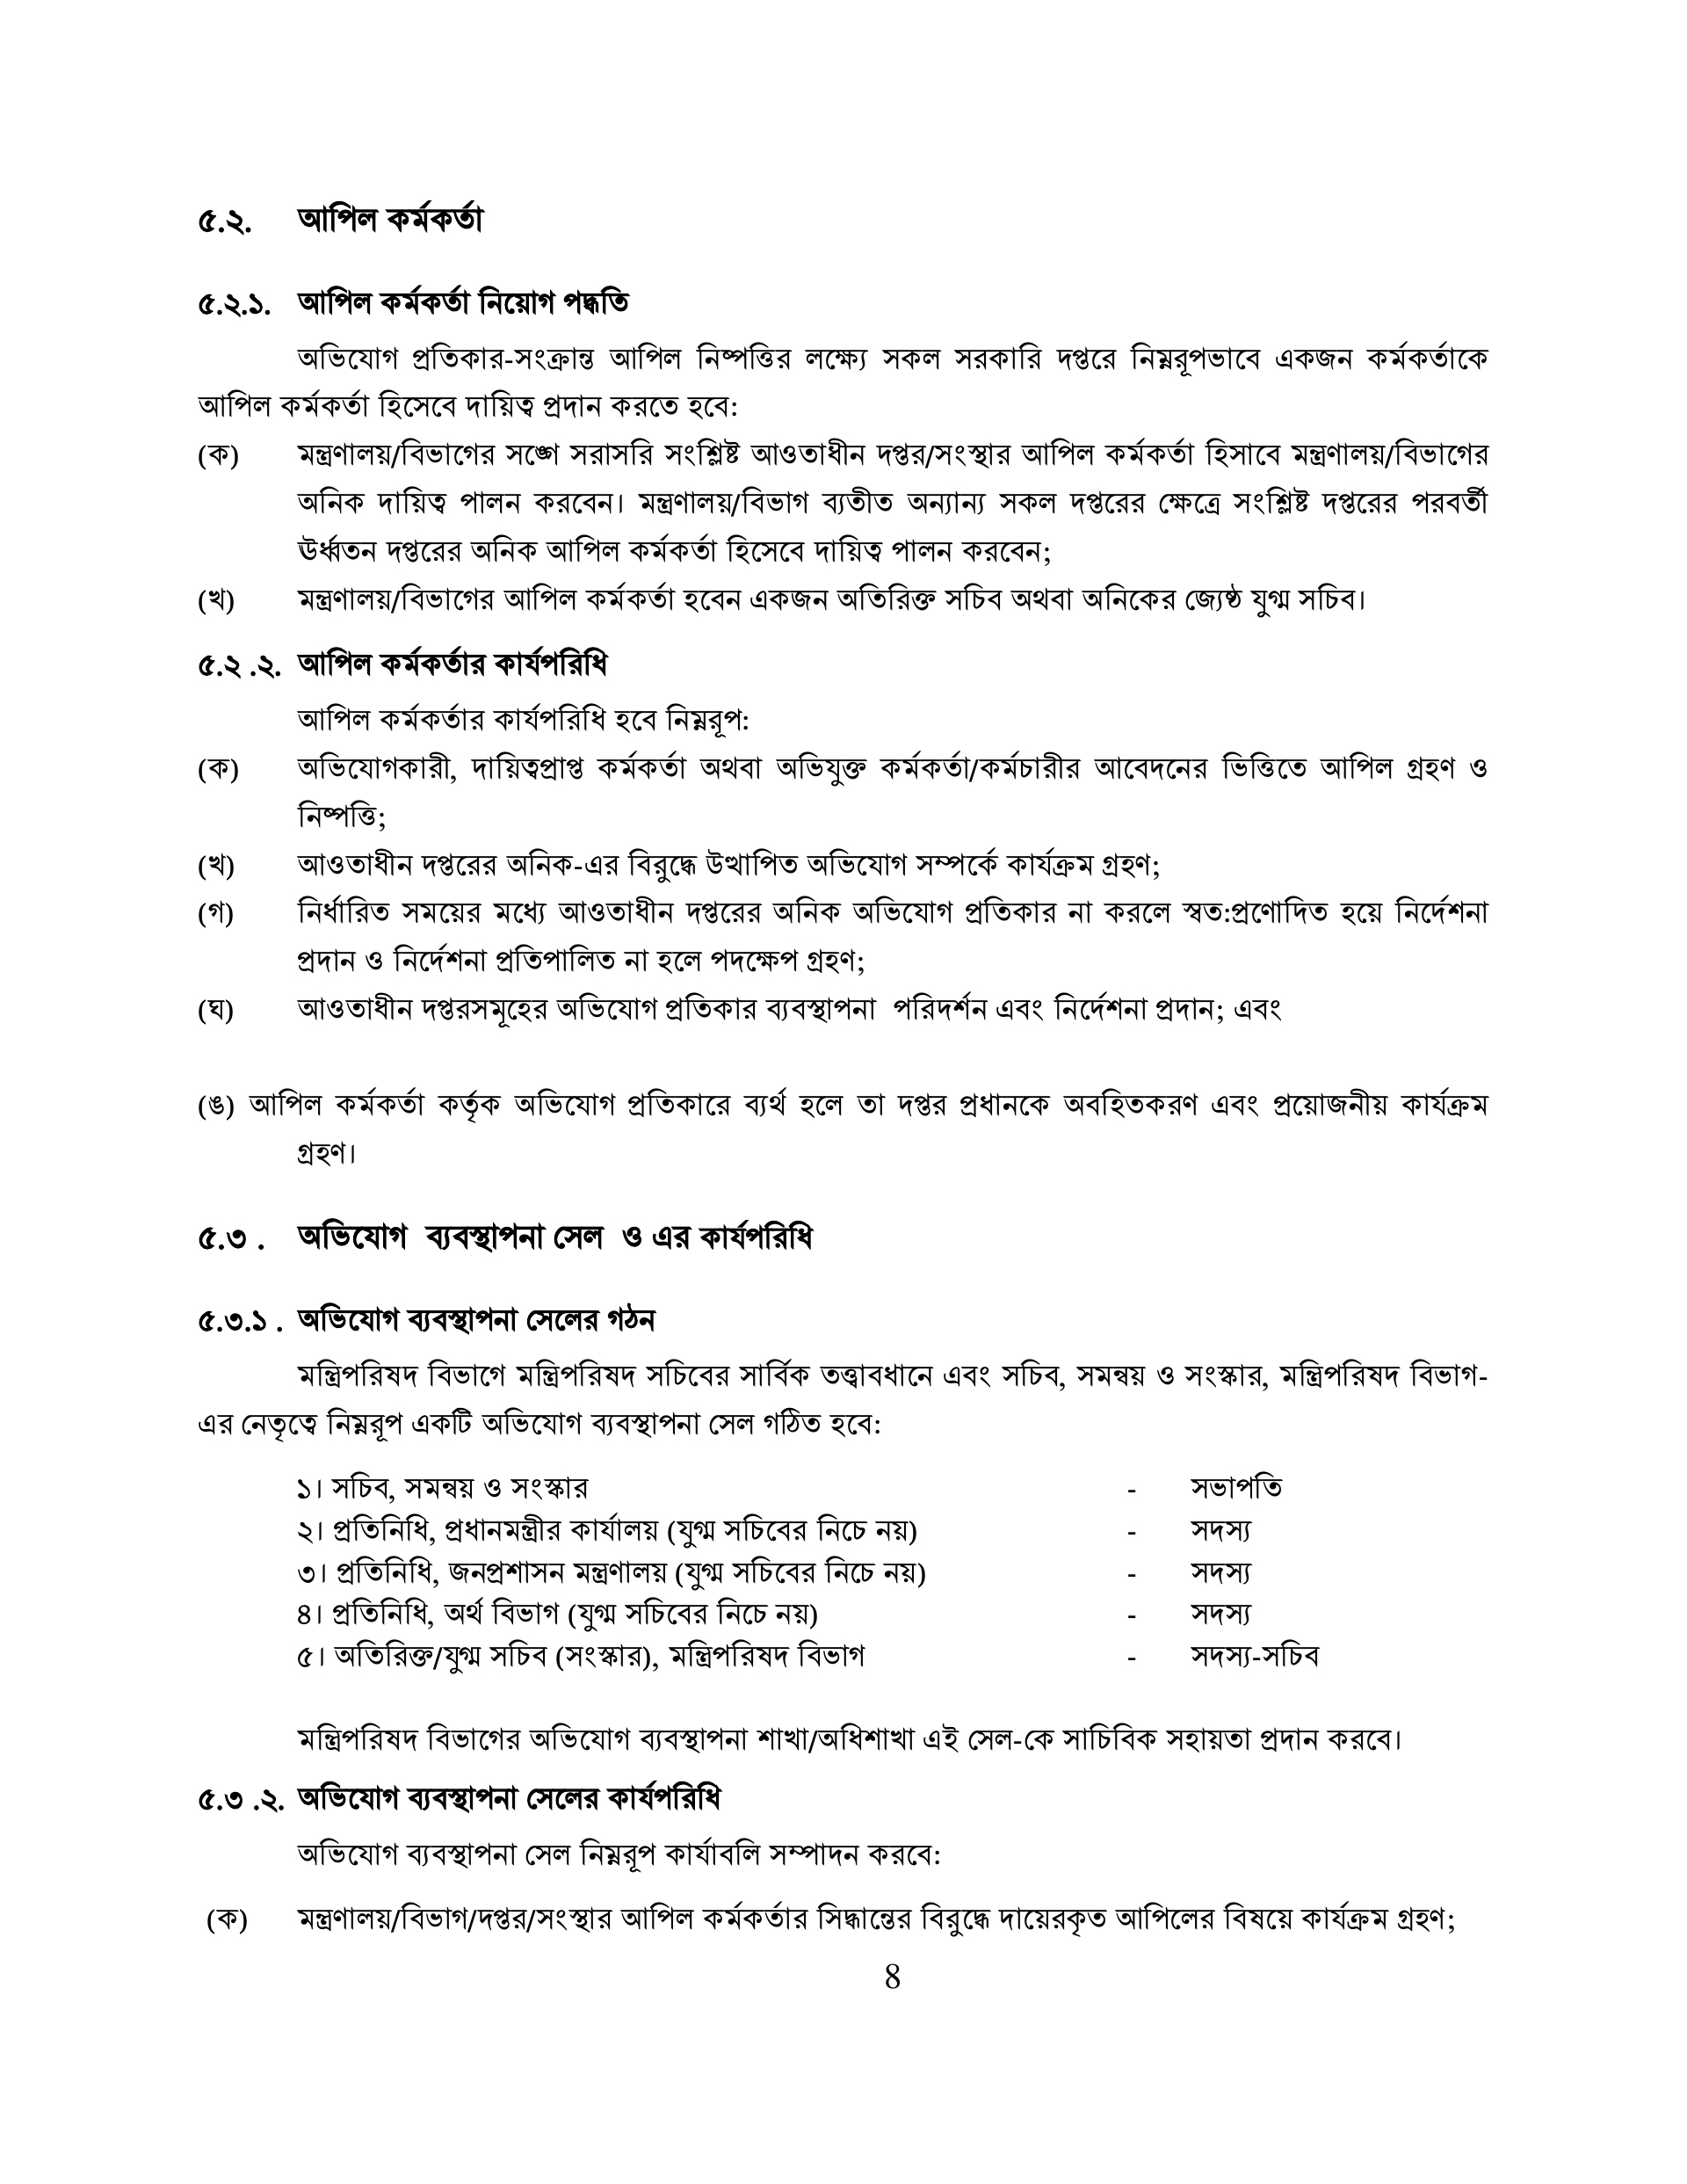 ৫.২. আপিল কর্মকর্তা
৫.২.১. আপিল কর্মকর্তা নিয়োগ পদ্ধতি
অভিযোগ প্রতিকার-সংক্রান্ত আপিল নিষ্পত্তির লক্ষ্যে সকল সরকারি দপ্তরে নিম্নরূপভাবে একজন কর্মকর্তাকে
আপিল কর্মকর্তা হিসেবে দায়িত্ব প্রদান করতে হবে:
(ক) মন্ত্রণালয়/বিভাগের সঙ্গে সরাসরি সংশ্লিষ্ট আওতাধীন দপ্তর/সংস্থার আপিল কর্মকর্তা হিসাবে মন্ত্রণালয়/বিভাগের
অনিক দায়িত্ব পালন করবেন। মন্ত্রণালয়/বিভাগ ব্যতীত অন্যান্য সকল দপ্তরের ক্ষেত্রে সংশ্লিষ্ট দপ্তরের পরবর্তী
ঊর্ধ্বতন দপ্তরের অনিক আপিল কর্মকর্তা হিসেবে দায়িত্ব পালন করবেন;
(খ) মন্ত্রণালয়/বিভাগের আপিল কর্মকর্তা হবেন একজন অতিরিক্ত সচিব অথবা অনিকের জ্যেষ্ঠ যুগ্ম সচিব।
৫.২ .২. আপিল কর্মকর্তার কার্যপরিধি
আপিল কর্মকর্তার কার্যপরিধি হবে নিম্নরূপ:
(ক) অভিযোগকারী, দায়িত্বপ্রাপ্ত কর্মকর্তা অথবা অভিযুক্ত কর্মকর্তা/কর্মচারীর আবেদনের ভিত্তিতে আপিল গ্রহণ ও
নিষ্পত্তি;
(খ) আওতাধীন দপ্তরের অনিক-এর বিরুদ্ধে উত্থাপিত অভিযোগ সম্পর্কে কার্যক্রম গ্রহণ;
(গ) নির্ধারিত সময়ের মধ্যে আওতাধীন দপ্তরের অনিক অভিযোগ প্রতিকার না করলে স্বত:প্রণোদিত হয়ে নির্দেশনা
প্রদান ও নির্দেশনা প্রতিপালিত না হলে পদক্ষেপ গ্রহণ;
(ঘ) আওতাধীন দপ্তরসমূহের অভিযোগ প্রতিকার ব্যবস্থাপনা পরিদর্শন এবং নির্দেশনা প্রদান; এবং
(ঙ) আপিল কর্মকর্তা কর্তৃক অভিযোগ প্রতিকারে ব্যর্থ হলে তা দপ্তর প্রধানকে অবহিতকরণ এবং প্রয়োজনীয় কার্যক্রম
গ্রহণ।
৫.৩ . অভিযোগ ব্যবস্থাপনা সেল ও এর কার্যপরিধি
৫.৩.১ . অভিযোগ ব্যবস্থাপনা সেলের গঠন
মন্ত্রিপরিষদ বিভাগে মন্ত্রিপরিষদ সচিবের সার্বিক তত্ত্বাবধানে এবং সচিব, সমন্বয় ও সংস্কার, মন্ত্রিপরিষদ বিভাগ-
এর নেতৃত্বে নিম্নরূপ একটি অভিযোগ ব্যবস্থাপনা সেল গঠিত হবে:
১। সচিব, সমন্বয় ও সংস্কার - সভাপতি
২। প্রতিনিধি, প্রধানমন্ত্রীর কার্যালয় (যুগ্ম সচিবের নিচে নয়) - সদস্য
৩। প্রতিনিধি, জনপ্রশাসন মন্ত্রণালয় (যুগ্ম সচিবের নিচে নয়) - সদস্য
৪। প্রতিনিধি, অর্থ বিভাগ (যুগ্ম সচিবের নিচে নয়) - সদস্য
৫। অতিরিক্ত/যুগ্ম সচিব (সংস্কার), মন্ত্রিপরিষদ বিভাগ - সদস্য-সচিব
মন্ত্রিপরিষদ বিভাগের অভিযোগ ব্যবস্থাপনা শাখা/অধিশাখা এই সেল-কে সাচিবিক সহায়তা প্রদান করবে।
৫.৩ .২. অভিযোগ ব্যবস্থাপনা সেলের কার্যপরিধি
অভিযোগ ব্যবস্থাপনা সেল নিম্নরূপ কার্যাবলি সম্পাদন করবে:
(ক) মন্ত্রণালয়/বিভাগ/দপ্তর/সংস্থার আপিল কর্মকর্তার সিদ্ধান্তের বিরুদ্ধে দায়েরকৃত আপিলের বিষয়ে কার্যক্রম গ্রহণ;
8